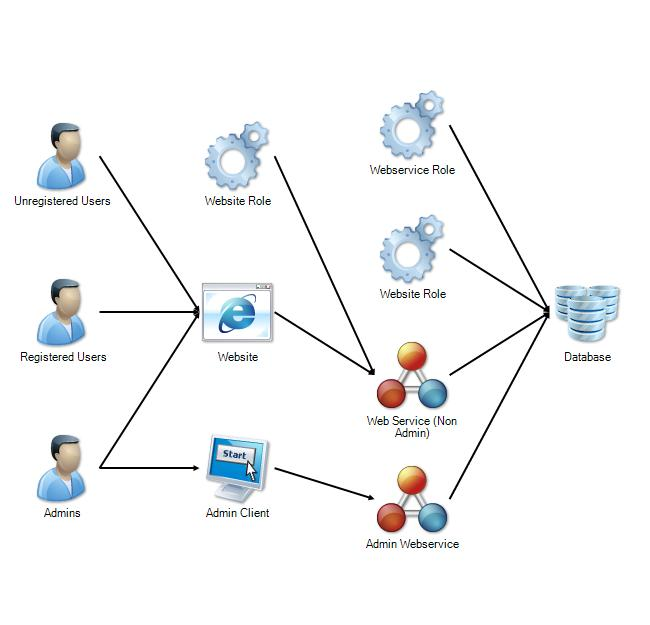 Webservice Role
Unregistered Users
Website Role
Website Role
Registered Users
Website
Database
Web Service (Non
Admin)
Start
Admins
Admin Client
Admin Webservice